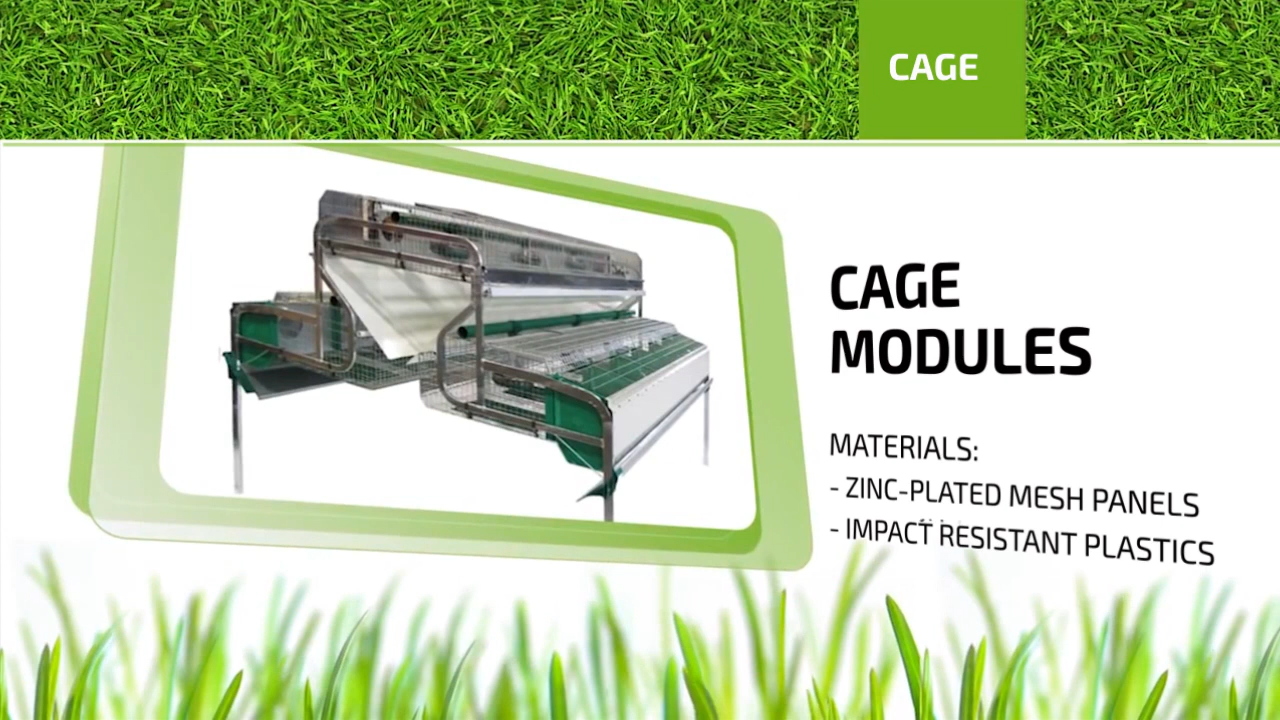 CAGE
CAGE
MODULES
MATERIALS:
- ZINC-PLATED MESH PANELS
- IMPACT RESISTANT PLASTICS